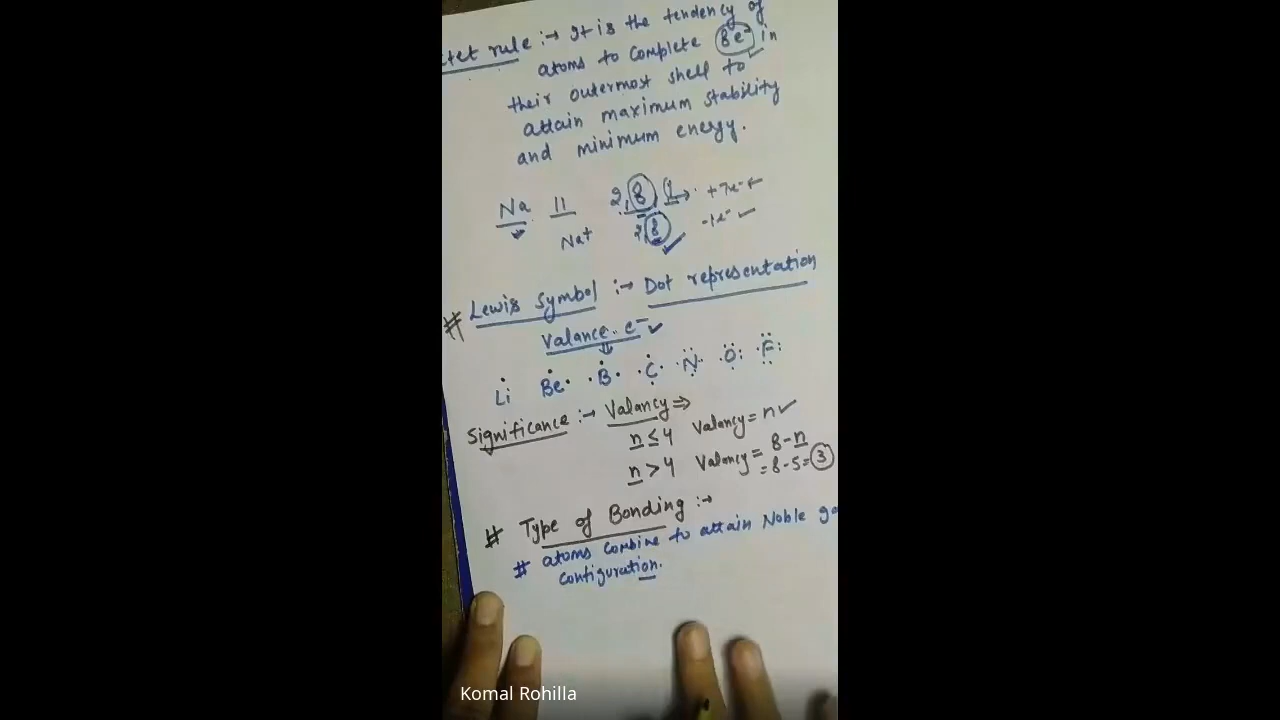 ctet rule :→ It is the tendency of
atoms to complete 8e⁻ in
their outermost shell to
attain maximum stability
and minimum energy.
Na 11 2,8,1 +7e⁻
Na⁺ 2,8 -1e⁻ ✓
# Lewis Symbol :→ Dot representation
Valance e⁻ ✓
Li Be B C N O F
Significance :→ Valancy ⇒
n ≤ 4 Valancy = n ✓
n > 4 Valancy = 8-n
= 8-5 = 3
# Type of Bonding :→
# atoms combine to attain Noble ga
configuration.
Komal Rohilla